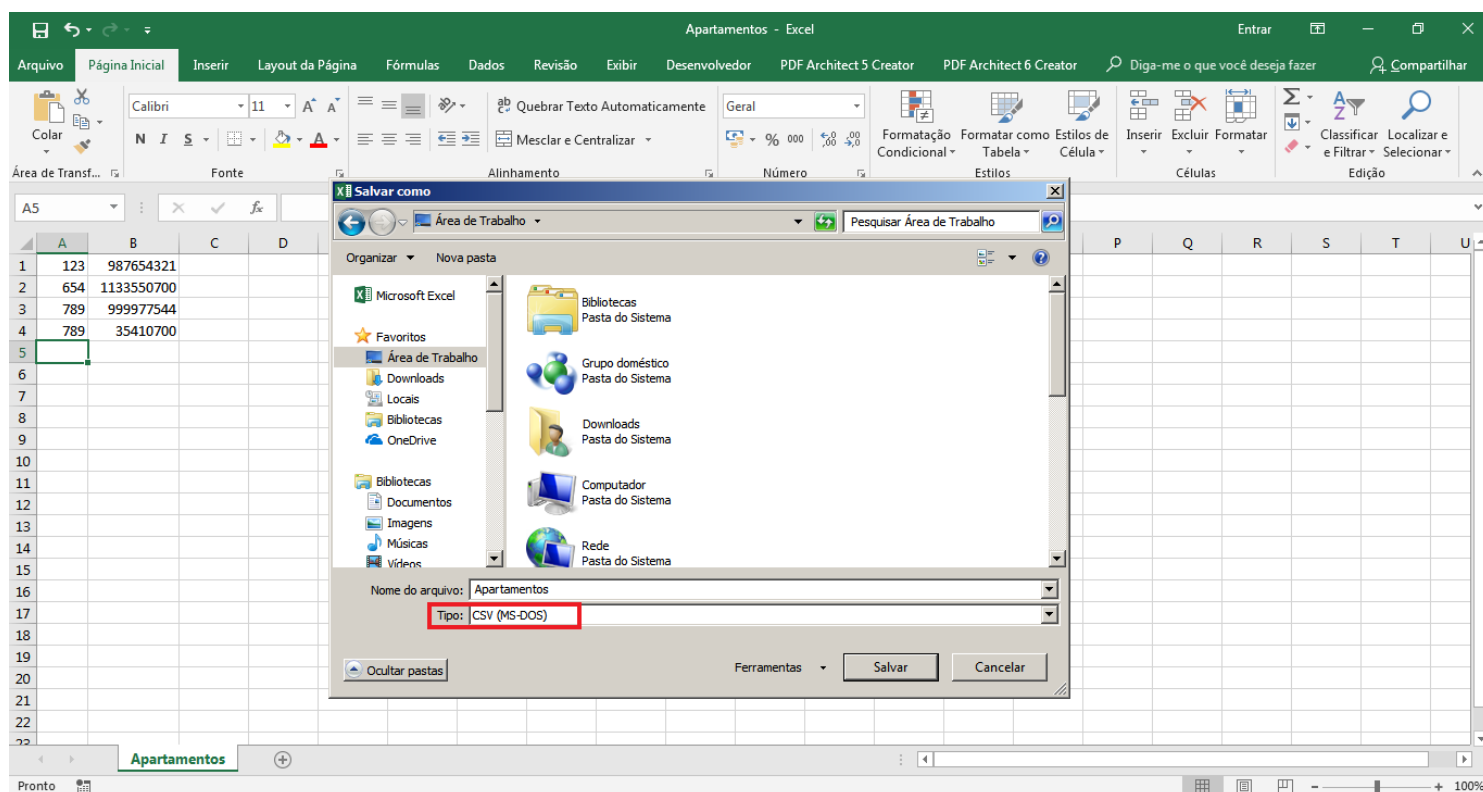 Apartamentos - Excel
Entrar
Arquivo Página Inicial Inserir Layout da Página Fórmulas Dados Revisão Exibir Desenvolvedor PDF Architect 5 Creator PDF Architect 6 Creator Diga-me o que você deseja fazer Compartilhar
Colar
Área de Transf...
Calibri 11
N I S
Fonte
Quebrar Texto Automaticamente
Mesclar e Centralizar
Alinhamento
Geral
% 000
Número
Formatação Condicional
Formatar como Tabela
Estilos de Célula
Estilos
Inserir Excluir Formatar
Células
Classificar e Filtrar
Localizar e Selecionar
Edição
A5 fx
A B C D P Q R S T U
1 123 987654321
2 654 1133550700
3 789 999977544
4 789 35410700
5
6
7
8
9
10
11
12
13
14
15
16
17
18
19
20
21
22
23
Salvar como
Área de Trabalho
Pesquisar Área de Trabalho
Organizar Nova pasta
Microsoft Excel
Favoritos
Área de Trabalho
Downloads
Locais
Bibliotecas
OneDrive
Bibliotecas
Documentos
Imagens
Músicas
Vídeos
Bibliotecas
Pasta do Sistema
Grupo doméstico
Pasta do Sistema
Downloads
Pasta do Sistema
Computador
Pasta do Sistema
Rede
Pasta do Sistema
Nome do arquivo: Apartamentos
Tipo: CSV (MS-DOS)
Ocultar pastas
Ferramentas Salvar Cancelar
Apartamentos
Pronto
100%